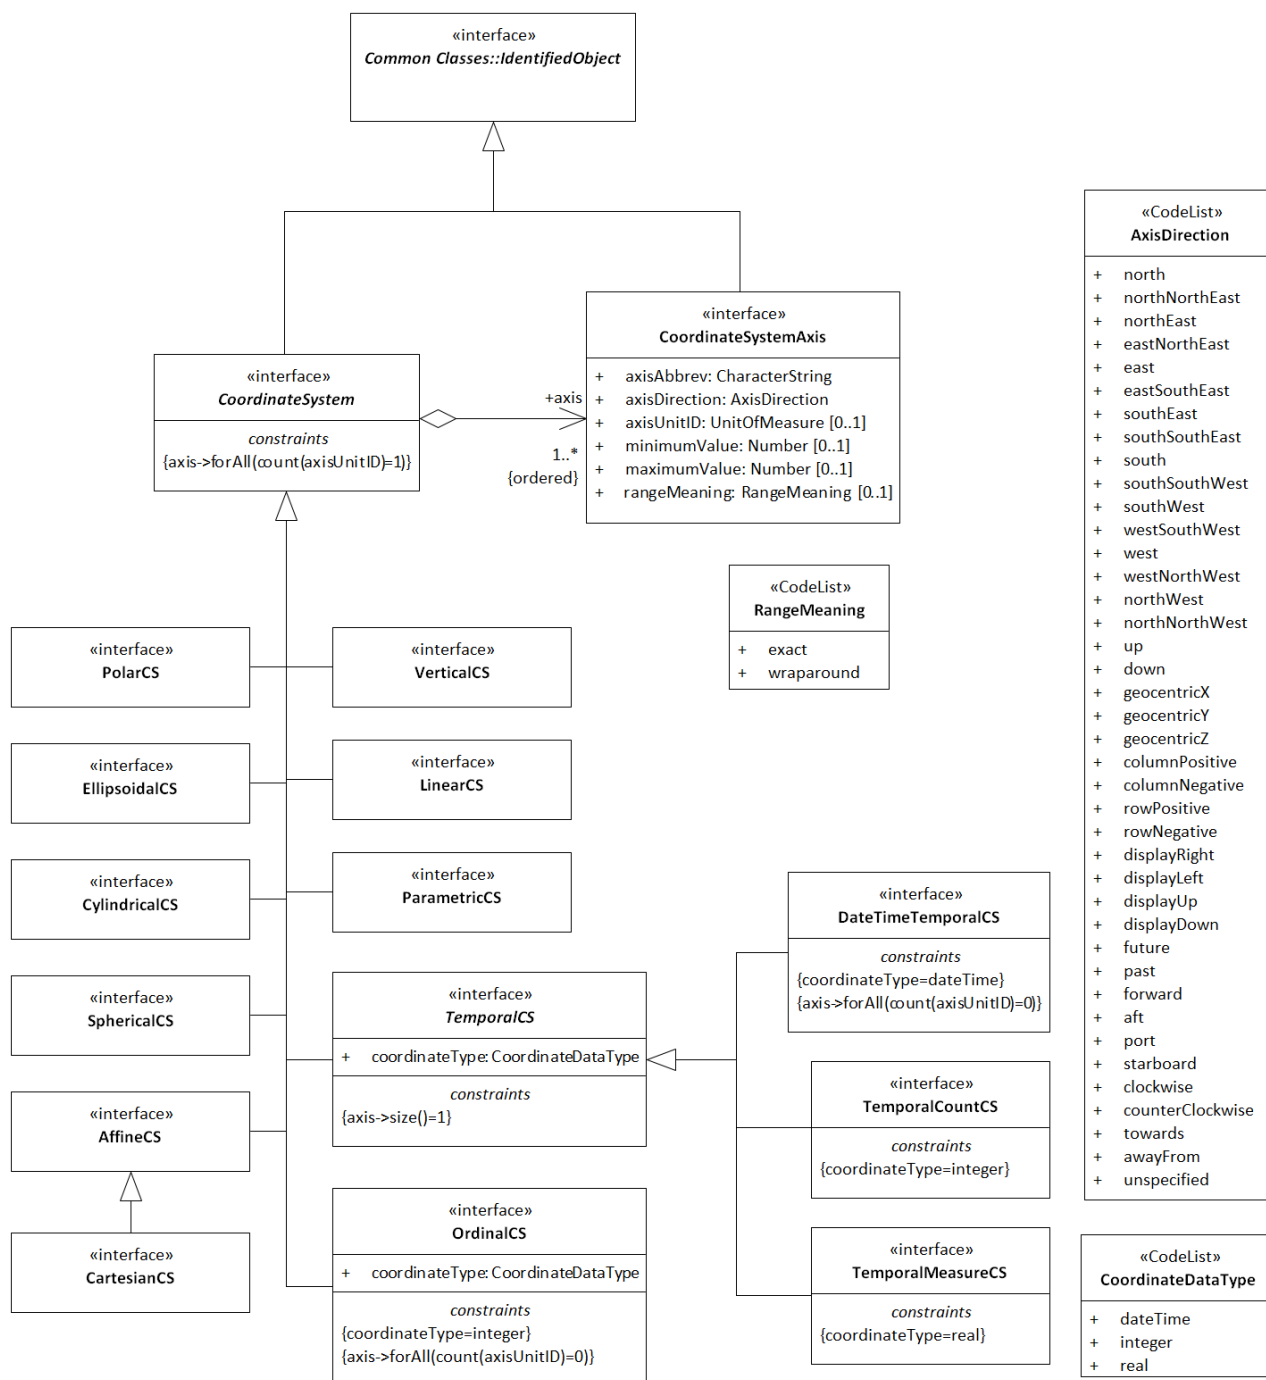 «interface»
Common Classes::IdentifiedObject
«interface»
CoordinateSystem
constraints
{axis->forAll(count(axisUnitID)=1)}
+axis
1..*
{ordered}
«interface»
CoordinateSystemAxis
+ axisAbbrev: CharacterString
+ axisDirection: AxisDirection
+ axisUnitID: UnitOfMeasure [0..1]
+ minimumValue: Number [0..1]
+ maximumValue: Number [0..1]
+ rangeMeaning: RangeMeaning [0..1]
«CodeList»
RangeMeaning
+ exact
+ wraparound
«interface»
PolarCS
«interface»
VerticalCS
«interface»
EllipsoidalCS
«interface»
LinearCS
«interface»
CylindricalCS
«interface»
ParametricCS
«interface»
SphericalCS
«interface»
TemporalCS
+ coordinateType: CoordinateDataType
constraints
{axis->size()=1}
«interface»
AffineCS
«interface»
CartesianCS
«interface»
OrdinalCS
+ coordinateType: CoordinateDataType
constraints
{coordinateType=integer}
{axis->forAll(count(axisUnitID)=0)}
«interface»
DateTimeTemporalCS
constraints
{coordinateType=dateTime}
{axis->forAll(count(axisUnitID)=0)}
«interface»
TemporalCountCS
constraints
{coordinateType=integer}
«interface»
TemporalMeasureCS
constraints
{coordinateType=real}
«CodeList»
AxisDirection
+ north
+ northNorthEast
+ northEast
+ eastNorthEast
+ east
+ eastSouthEast
+ southEast
+ southSouthEast
+ south
+ southSouthWest
+ southWest
+ westSouthWest
+ west
+ westNorthWest
+ northWest
+ northNorthWest
+ up
+ down
+ geocentricX
+ geocentricY
+ geocentricZ
+ columnPositive
+ columnNegative
+ rowPositive
+ rowNegative
+ displayRight
+ displayLeft
+ displayUp
+ displayDown
+ future
+ past
+ forward
+ aft
+ port
+ starboard
+ clockwise
+ counterClockwise
+ towards
+ awayFrom
+ unspecified
«CodeList»
CoordinateDataType
+ dateTime
+ integer
+ real